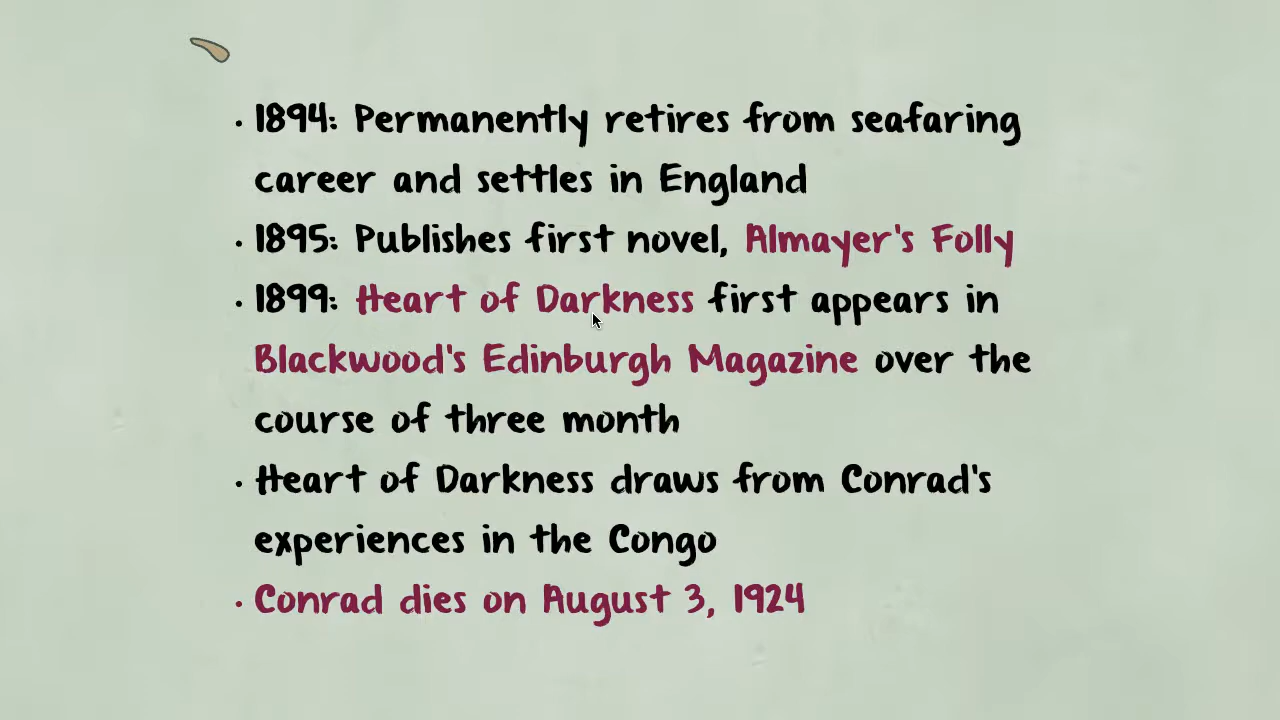 · 1894: Permanently retires from seafaring
career and settles in England
· 1895: Publishes first novel, Almayer's Folly
· 1899: Heart of Darkness first appears in
Blackwood's Edinburgh Magazine over the
course of three month
· Heart of Darkness draws from Conrad's
experiences in the Congo
· Conrad dies on August 3, 1924